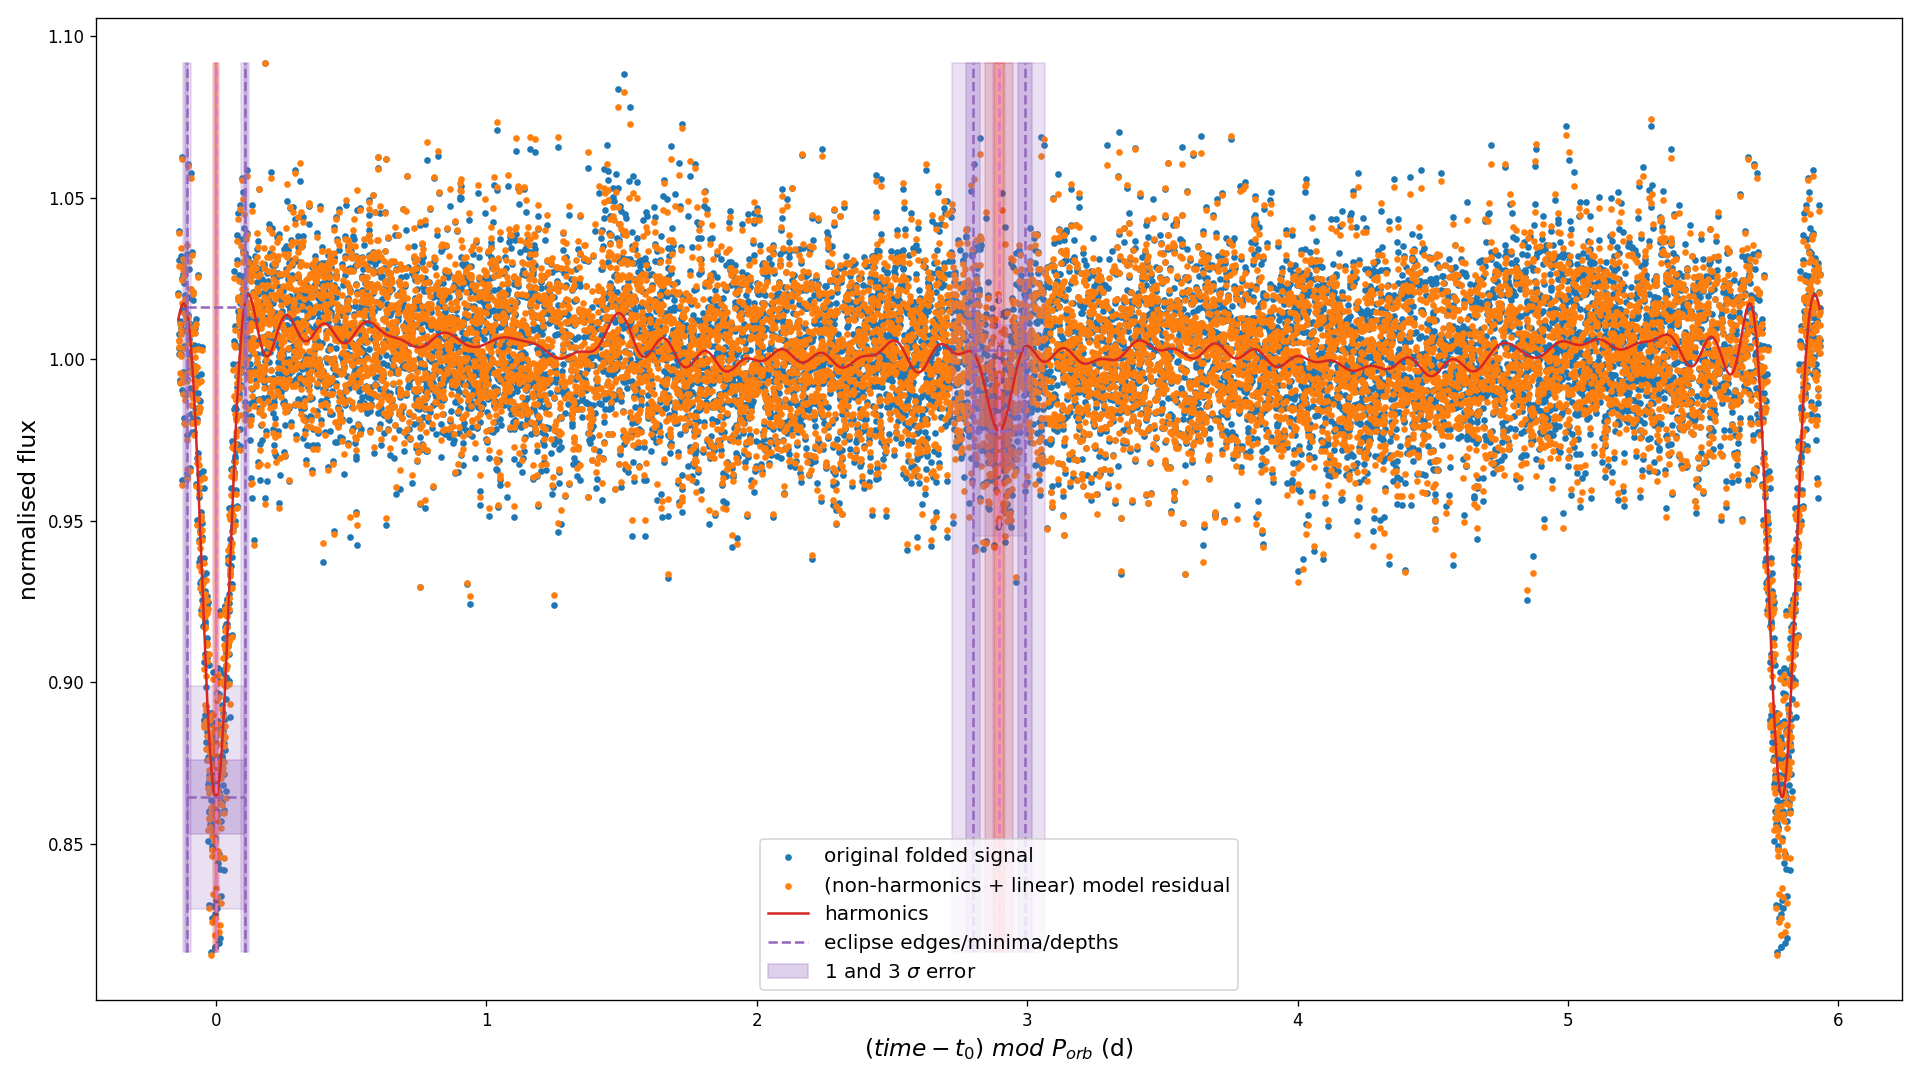 1.10
1.05
1.00
0.95
0.90
0.85
normalised flux
original folded signal
(non-harmonics + linear) model residual
harmonics
eclipse edges/minima/depths
1 and 3 σ error
0 1 2 3 4 5 6
(time − t₀) mod Pₒᵣb (d)